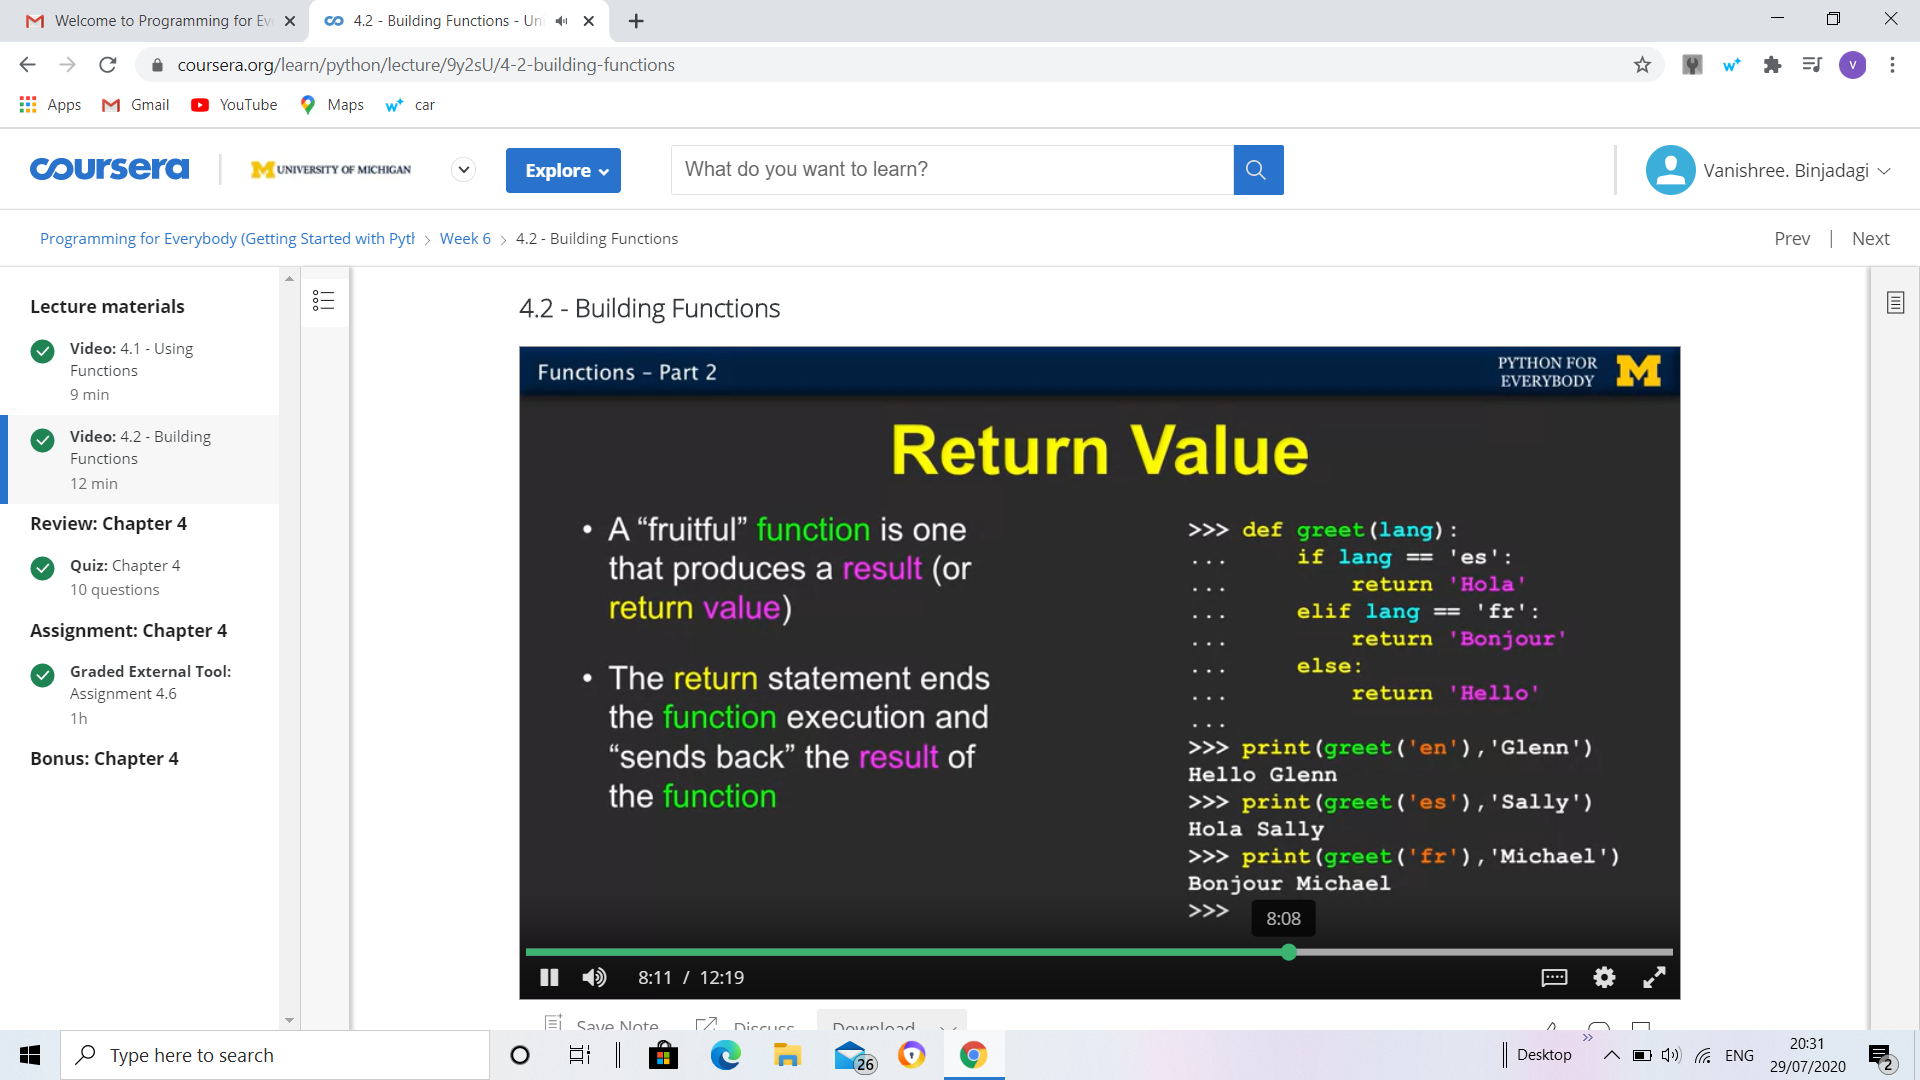 Welcome to Programming for Ev
4.2 - Building Functions - Un
coursera.org/learn/python/lecture/9y2sU/4-2-building-functions
V
Apps
Gmail
YouTube
Maps
car
coursera
M UNIVERSITY OF MICHIGAN
Explore
What do you want to learn?
Vanishree. Binjadagi
Programming for Everybody (Getting Started with Pyth
Week 6
4.2 - Building Functions
Prev | Next
Lecture materials
Video: 4.1 - Using
Functions
9 min
Video: 4.2 - Building
Functions
12 min
Review: Chapter 4
Quiz: Chapter 4
10 questions
Assignment: Chapter 4
Graded External Tool:
Assignment 4.6
1h
Bonus: Chapter 4
4.2 - Building Functions
Functions – Part 2
PYTHON FOR
EVERYBODY
M
Return Value
• A “fruitful” function is one
that produces a result (or
return value)
• The return statement ends
the function execution and
“sends back” the result of
the function
>>> def greet(lang):
...     if lang == 'es':
...         return 'Hola'
...     elif lang == 'fr':
...         return 'Bonjour'
...     else:
...         return 'Hello'
...
>>> print(greet('en'),'Glenn')
Hello Glenn
>>> print(greet('es'),'Sally')
Hola Sally
>>> print(greet('fr'),'Michael')
Bonjour Michael
>>>
8:08
8:11 / 12:19
Save Note
Discuss
Download
Type here to search
26
Desktop
ENG
20:31
29/07/2020
2